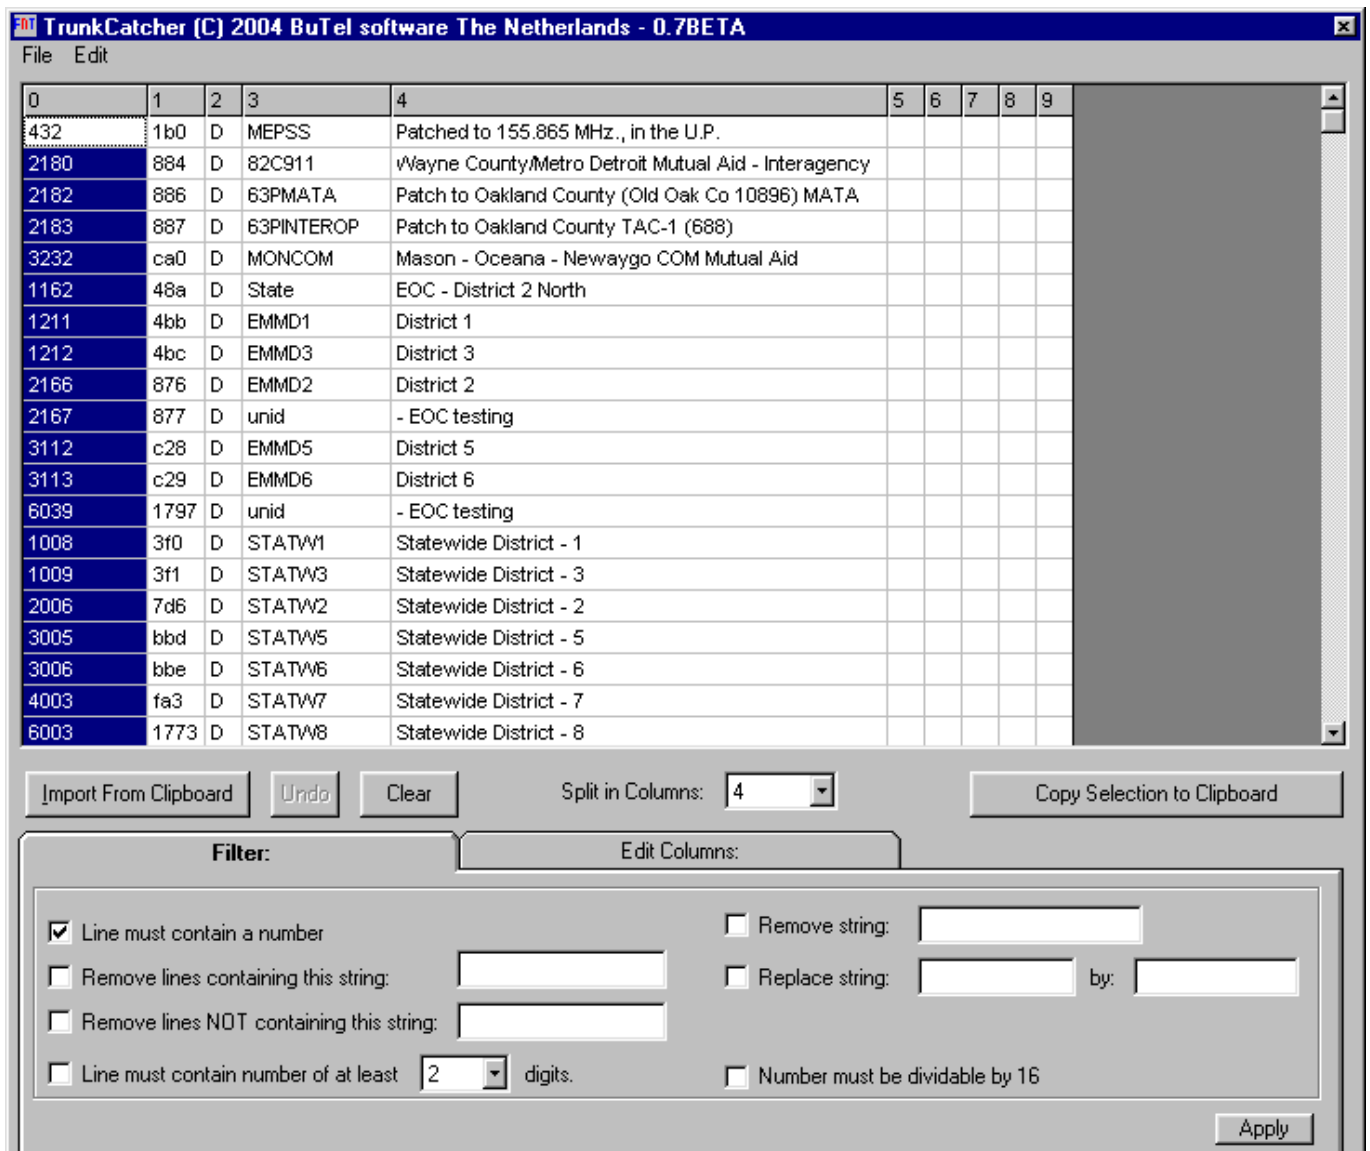 TrunkCatcher (C) 2004 BuTel software The Netherlands - 0.7BETA
File Edit
0 1 2 3 4 5 6 7 8 9
432 1b0 D MEPSS Patched to 155.865 MHz., in the U.P.
2180 884 D 82C911 Wayne County/Metro Detroit Mutual Aid - Interagency
2182 886 D 63PMATA Patch to Oakland County (Old Oak Co 10896) MATA
2183 887 D 63PINTEROP Patch to Oakland County TAC-1 (688)
3232 ca0 D MONCOM Mason - Oceana - Newaygo COM Mutual Aid
1162 48a D State EOC - District 2 North
1211 4bb D EMMD1 District 1
1212 4bc D EMMD3 District 3
2166 876 D EMMD2 District 2
2167 877 D unid - EOC testing
3112 c28 D EMMD5 District 5
3113 c29 D EMMD6 District 6
6039 1797 D unid - EOC testing
1008 3f0 D STATW1 Statewide District - 1
1009 3f1 D STATW3 Statewide District - 3
2006 7d6 D STATW2 Statewide District - 2
3005 bbd D STATW5 Statewide District - 5
3006 bbe D STATW6 Statewide District - 6
4003 fa3 D STATW7 Statewide District - 7
6003 1773 D STATW8 Statewide District - 8
Import From Clipboard Undo Clear Split in Columns: 4 Copy Selection to Clipboard
Filter: Edit Columns:
Line must contain a number Remove string:
Remove lines containing this string: Replace string: by:
Remove lines NOT containing this string:
Line must contain number of at least 2 digits. Number must be dividable by 16
Apply